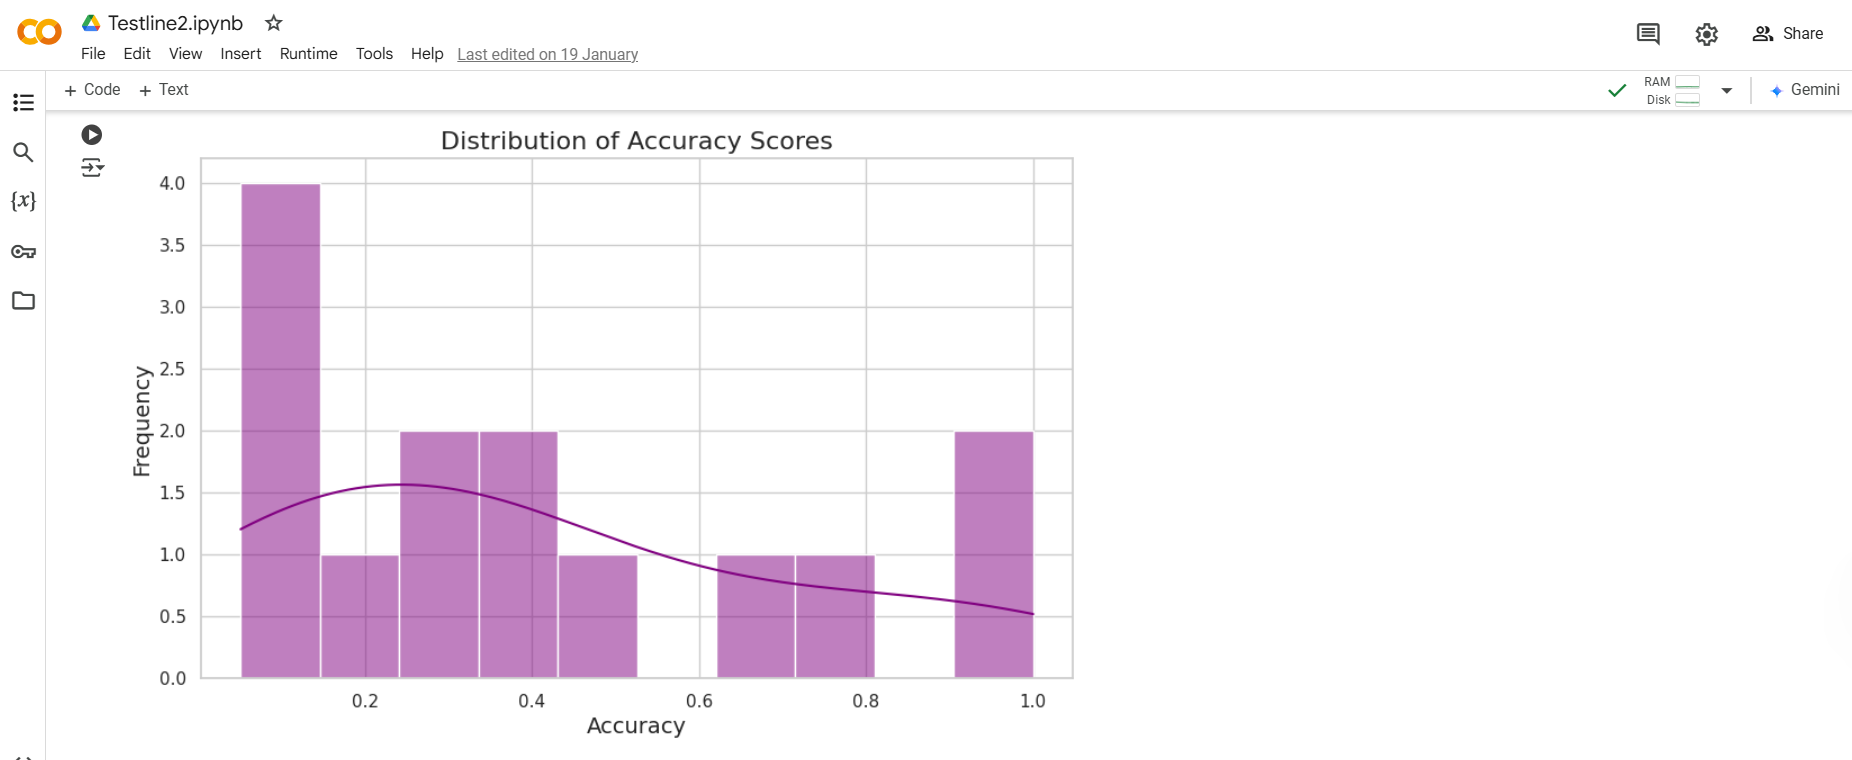 Testline2.ipynb
File Edit View Insert Runtime Tools Help Last edited on 19 January
Share
+ Code + Text
RAM
Disk
Gemini
{x}
Distribution of Accuracy Scores
4.0
3.5
3.0
2.5
2.0
1.5
1.0
0.5
0.0
Frequency
0.2 0.4 0.6 0.8 1.0
Accuracy